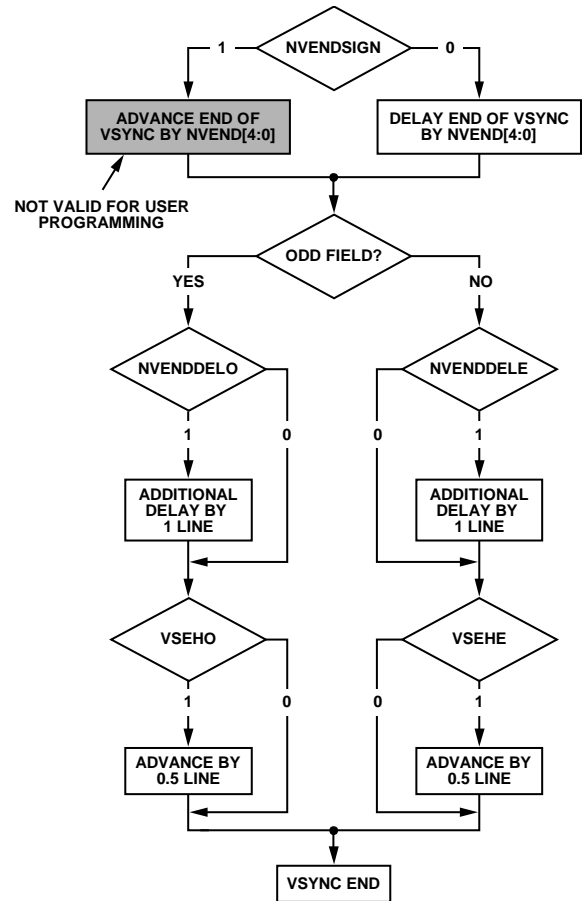 NVENDSIGN
1
0
ADVANCE END OF
VSYNC BY NVEND[4:0]
DELAY END OF VSYNC
BY NVEND[4:0]
NOT VALID FOR USER
PROGRAMMING
ODD FIELD?
YES
NO
NVENDDELO
NVENDDELE
1
0
0
1
ADDITIONAL
DELAY BY
1 LINE
ADDITIONAL
DELAY BY
1 LINE
VSEHO
VSEHE
1
0
0
1
ADVANCE BY
0.5 LINE
ADVANCE BY
0.5 LINE
VSYNC END